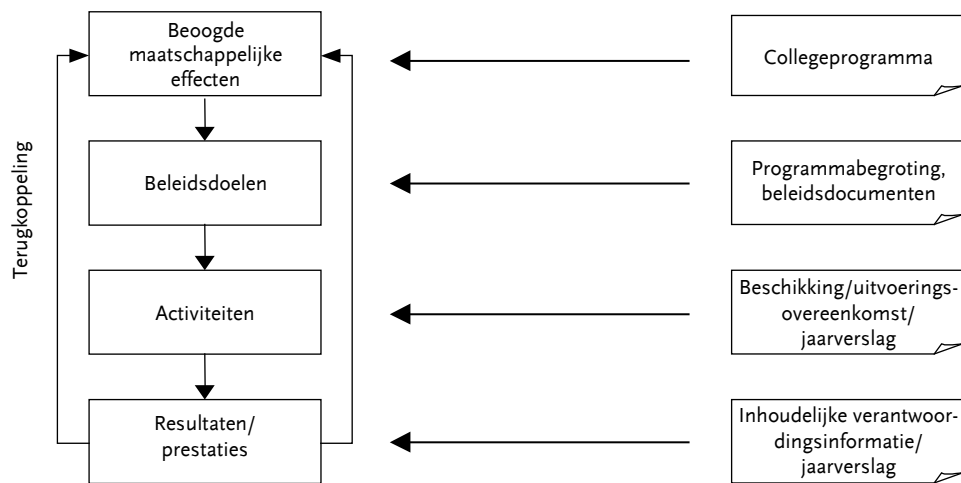 Beoogde
maatschappelijke
effecten
Collegeprogramma
Terugkoppeling
Beleidsdoelen
Programmabegroting,
beleidsdocumenten
Activiteiten
Beschikking/uitvoerings-
overeenkomst/
jaarverslag
Resultaten/
prestaties
Inhoudelijke verantwoor-
dingsinformatie/
jaarverslag